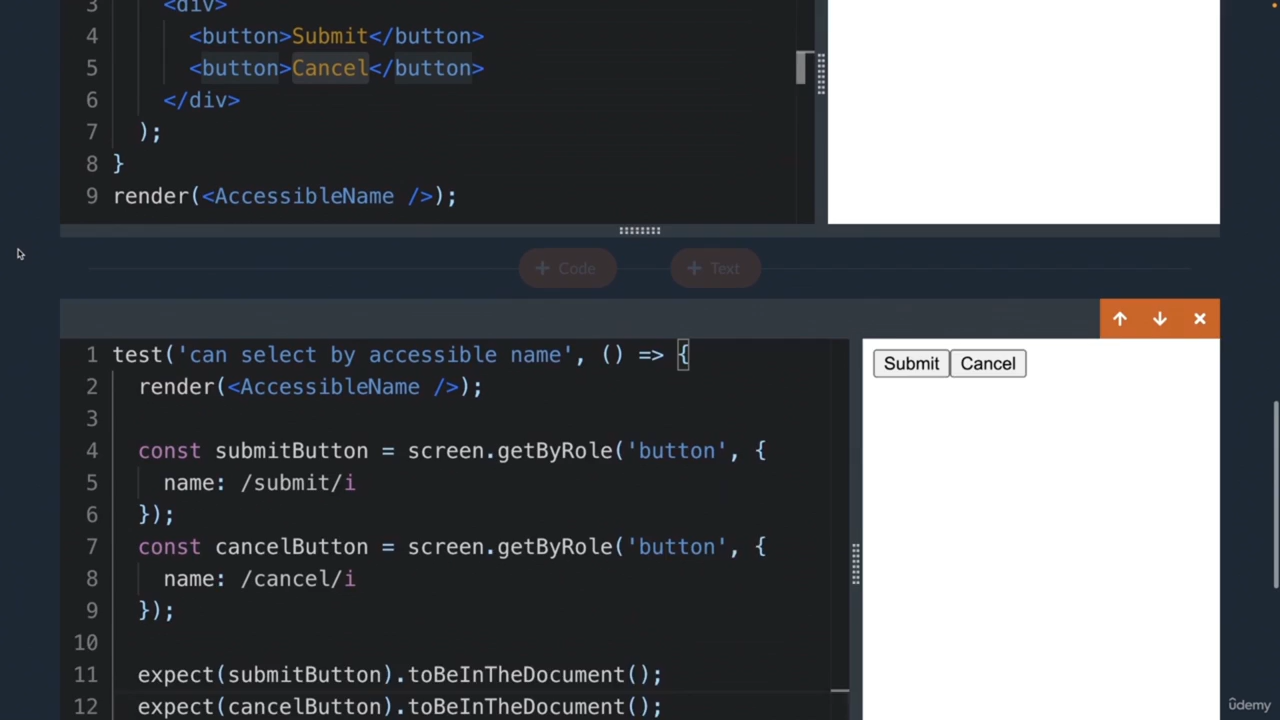 3 <div>
4 <button>Submit</button>
5 <button>Cancel</button>
6 </div>
7 );
8 }
9 render(<AccessibleName />);
+ Code + Text
1 test('can select by accessible name', () => {
2 render(<AccessibleName />);
3
4 const submitButton = screen.getByRole('button', {
5 name: /submit/i
6 });
7 const cancelButton = screen.getByRole('button', {
8 name: /cancel/i
9 });
10
11 expect(submitButton).toBeInTheDocument();
12 expect(cancelButton).toBeInTheDocument();
Submit Cancel
ûdemy